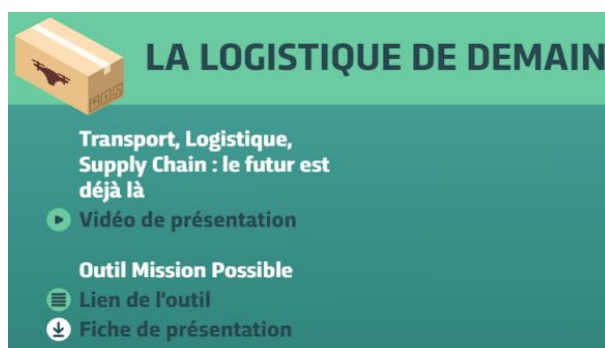 LA LOGISTIQUE DE DEMAIN
Transport, Logistique,
Supply Chain : le futur est
déjà là
Vidéo de présentation
Outil Mission Possible
Lien de l'outil
Fiche de présentation